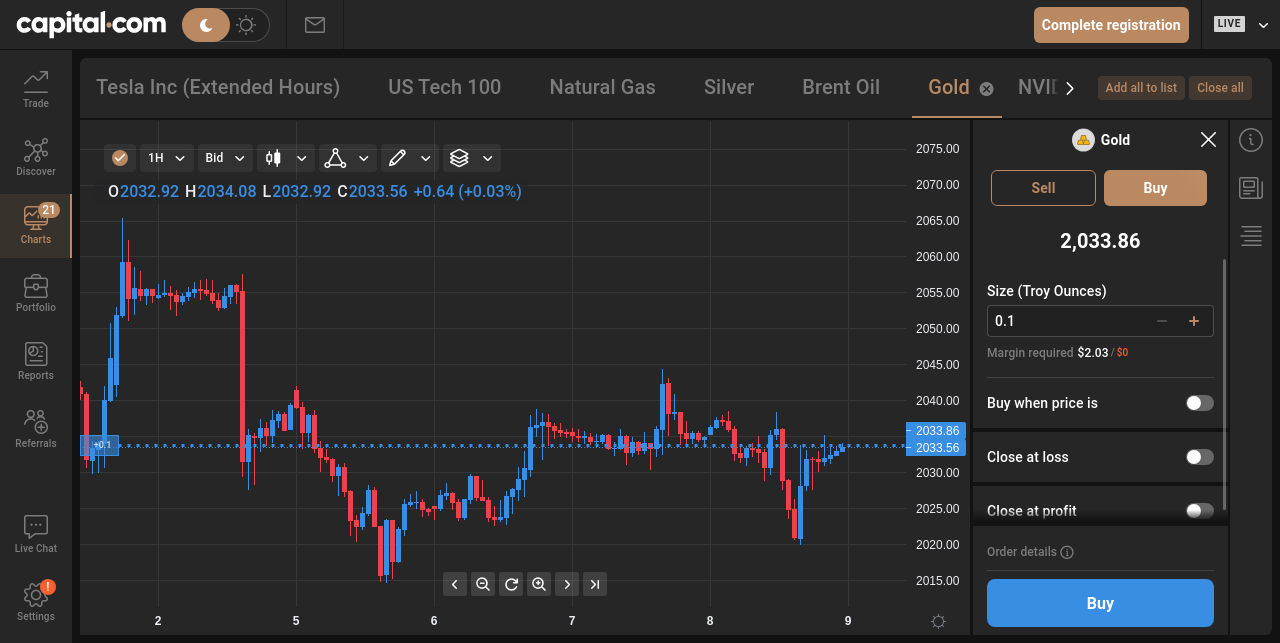 capital.com
Complete registration
LIVE
Trade
Discover
21
Charts
Portfolio
Reports
Referrals
Live Chat
!
Settings
Tesla Inc (Extended Hours) US Tech 100 Natural Gas Silver Brent Oil Gold
Add all to list Close all
1H Bid
O2032.92 H2034.08 L2032.92 C2033.56 +0.64 (+0.03%)
+0.1
2075.00
2070.00
2065.00
2060.00
2055.00
2050.00
2045.00
2040.00
2033.86
2033.56
2030.00
2025.00
2020.00
2015.00
2 5 6 7 8 9
Gold
Sell Buy
2,033.86
Size (Troy Ounces)
0.1
Margin required $2.03 / $0
Buy when price is
Close at loss
Close at profit
Order details
Buy